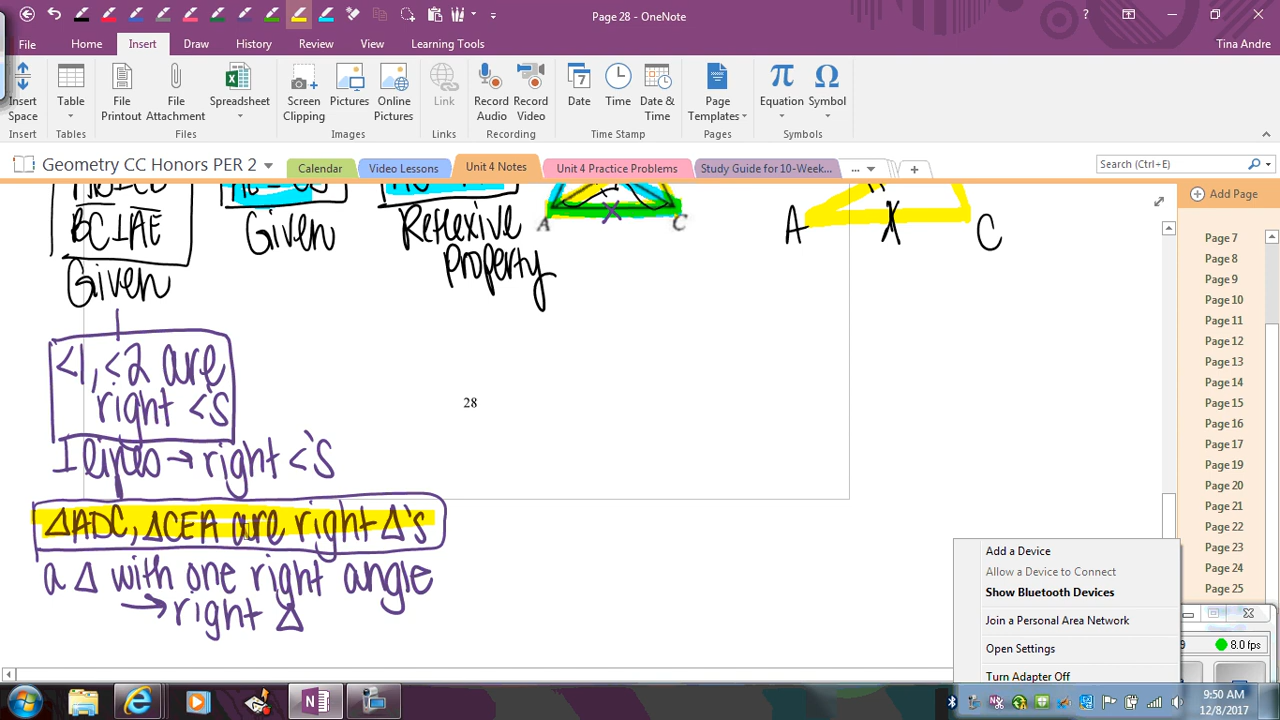 Page 28 - OneNote
Tina Andre
File
Home
Insert
Draw
History
Review
View
Learning Tools
Insert Space
Table
File Printout
File Attachment
Spreadsheet
Screen Clipping
Pictures
Online Pictures
Link
Record Audio
Record Video
Date
Time
Date & Time
Page Templates
Equation
Symbol
Insert
Tables
Files
Images
Links
Recording
Time Stamp
Pages
Symbols
Geometry CC Honors PER 2
Calendar
Video Lessons
Unit 4 Notes
Unit 4 Practice Problems
Study Guide for 10-Week...
Search (Ctrl+E)
Add Page
BC⊥AE
Given
Given
Reflexive
Property
A
X
C
A
X
C
<1, <2 are
right <'s
⊥ lines → right <'s
ΔADC, ΔCEA are right Δ's
a Δ with one right angle
→ right Δ
28
Page 7
Page 8
Page 9
Page 10
Page 11
Page 12
Page 13
Page 14
Page 15
Page 16
Page 17
Page 18
Page 19
Page 20
Page 21
Page 22
Page 23
Page 24
Page 25
Add a Device
Allow a Device to Connect
Show Bluetooth Devices
Join a Personal Area Network
Open Settings
Turn Adapter Off
8.0 fps
9:50 AM
12/8/2017